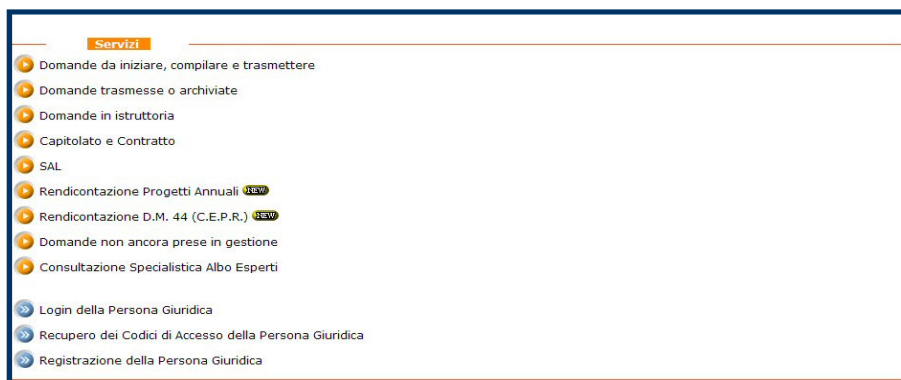 Servizi
Domande da iniziare, compilare e trasmettere
Domande trasmesse o archiviate
Domande in istruttoria
Capitolato e Contratto
SAL
Rendicontazione Progetti Annuali NEW
Rendicontazione D.M. 44 (C.E.P.R.) NEW
Domande non ancora prese in gestione
Consultazione Specialistica Albo Esperti
Login della Persona Giuridica
Recupero dei Codici di Accesso della Persona Giuridica
Registrazione della Persona Giuridica